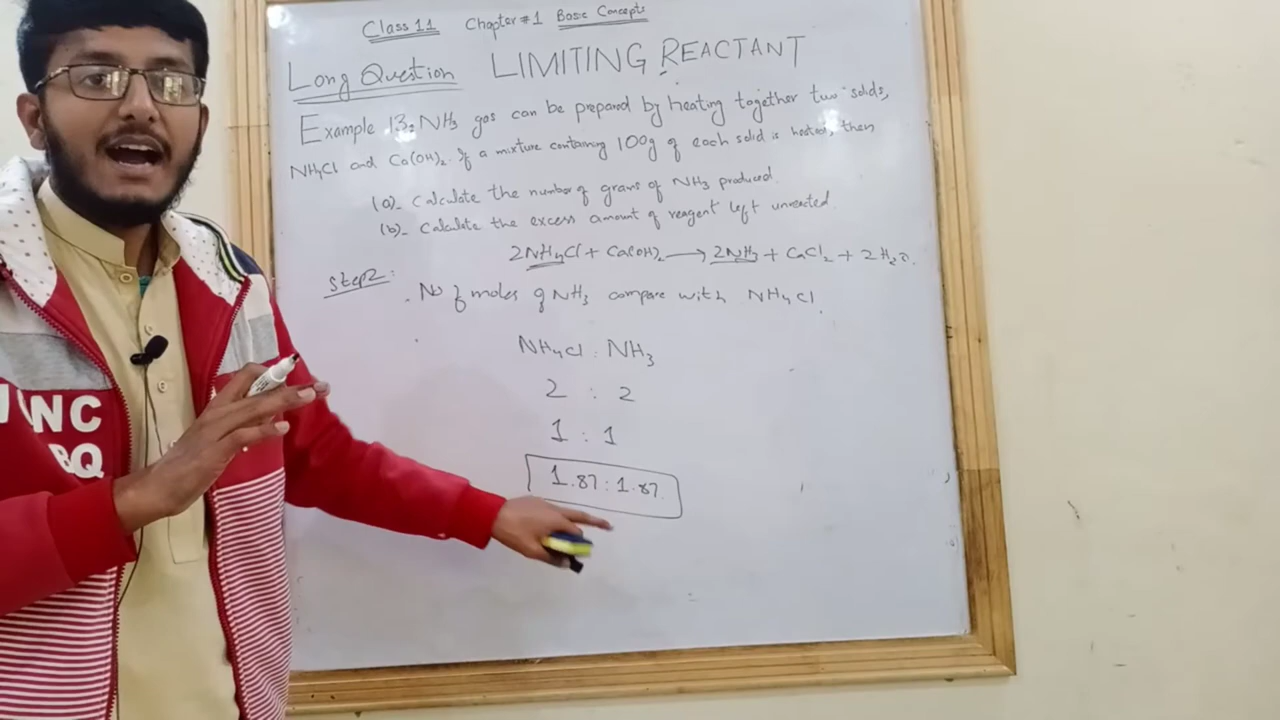 Class 11 Chapter #1 Basic Concepts
Long Question LIMITING REACTANT
Example 13: NH3 gas can be prepared by heating together two solids,
NH4Cl and Ca(OH)2. If a mixture containing 100g of each solid is heated, then
(a)_ Calculate the number of grams of NH3 produced.
(b)_ Calculate the excess amount of reagent left unreacted.
2NH4Cl + Ca(OH)2 → 2NH3 + CaCl2 + 2H2O.
step2:
. No of moles of NH3 compare with NH4Cl.
NH4Cl : NH3
2 : 2
1 : 1
1.87 : 1.87
NC
BQ